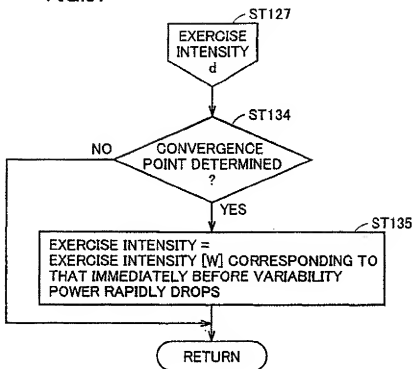 ST127
EXERCISE
INTENSITY
d
ST134
NO
CONVERGENCE
POINT DETERMINED
?
YES
ST135
EXERCISE INTENSITY =
EXERCISE INTENSITY [W] CORRESPONDING TO
THAT IMMEDIATELY BEFORE VARIABILITY
POWER RAPIDLY DROPS
RETURN